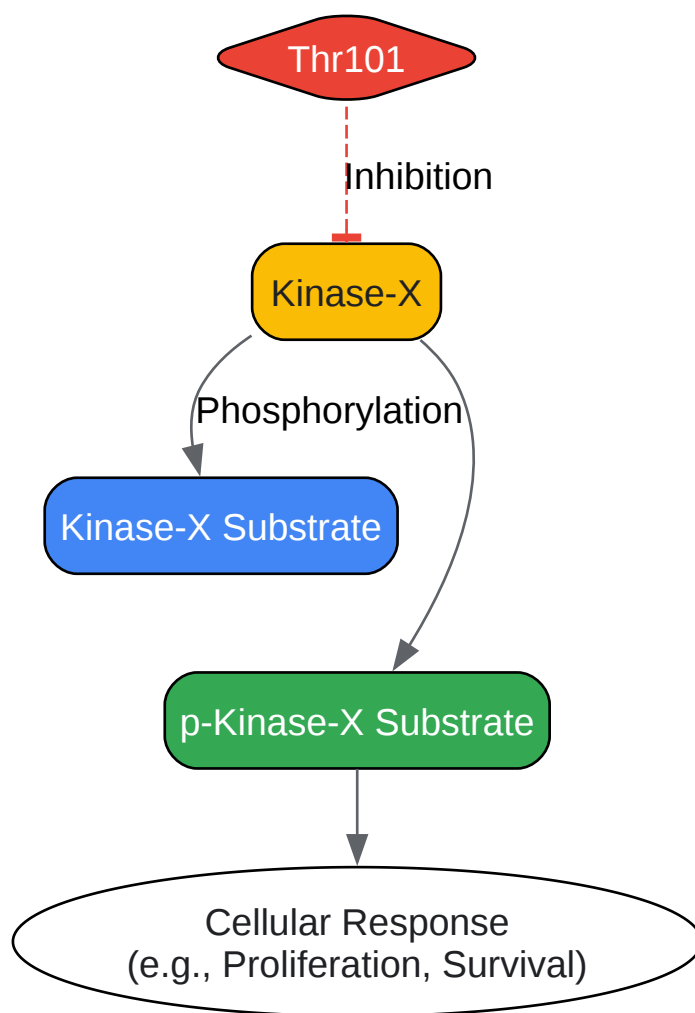 Thr101
Inhibition
Kinase-X
Phosphorylation
Kinase-X Substrate
p-Kinase-X Substrate
Cellular Response
(e.g., Proliferation, Survival)